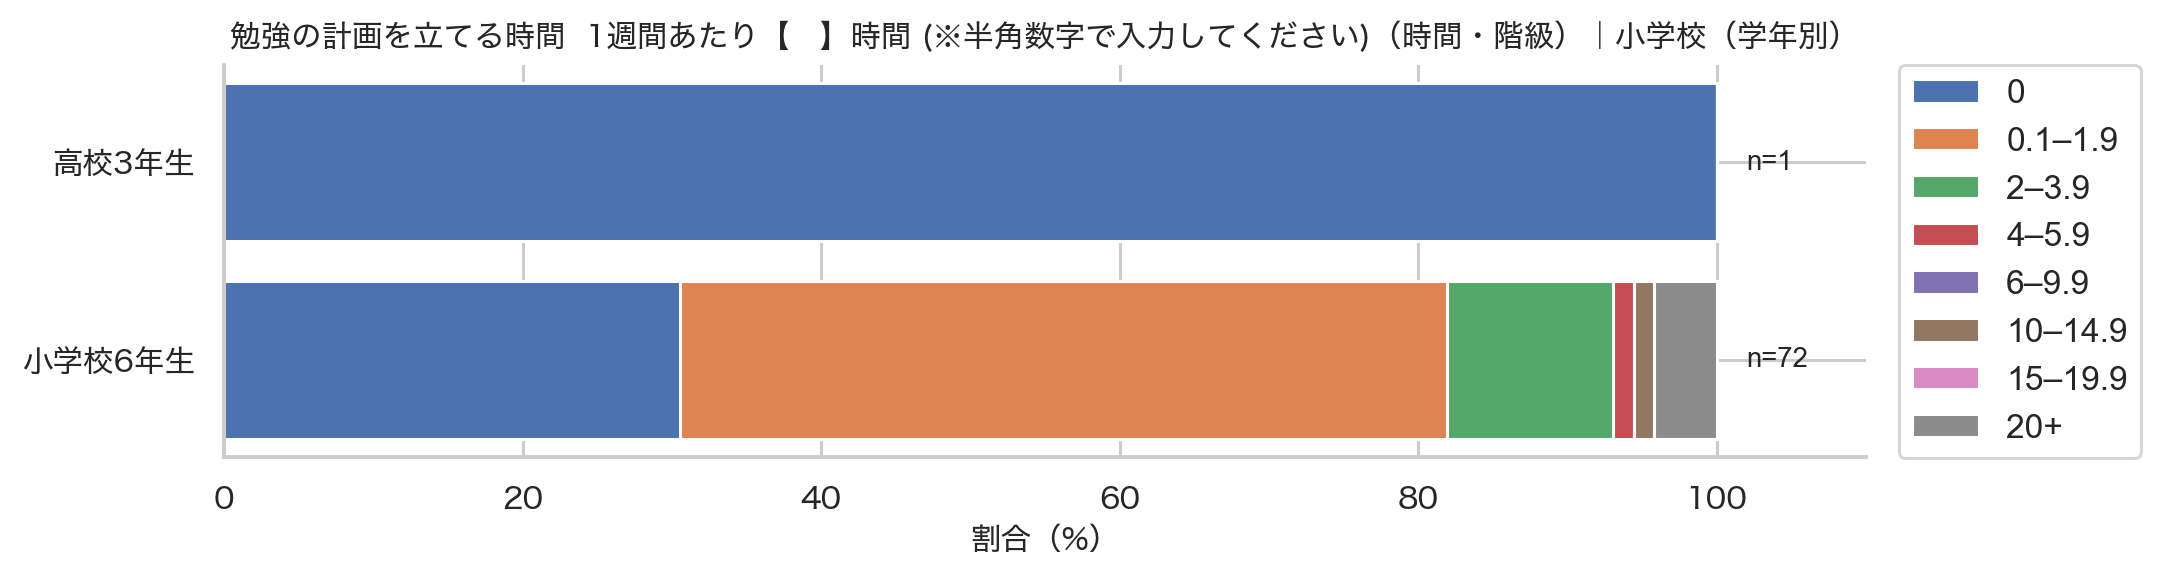 勉強の計画を立てる時間 1週間あたり【　】時間 (※半角数字で入力してください)（時間・階級）｜小学校（学年別）
高校3年生
n=1
小学校6年生
n=72
0 20 40 60 80 100
割合（%）
0
0.1–1.9
2–3.9
4–5.9
6–9.9
10–14.9
15–19.9
20+